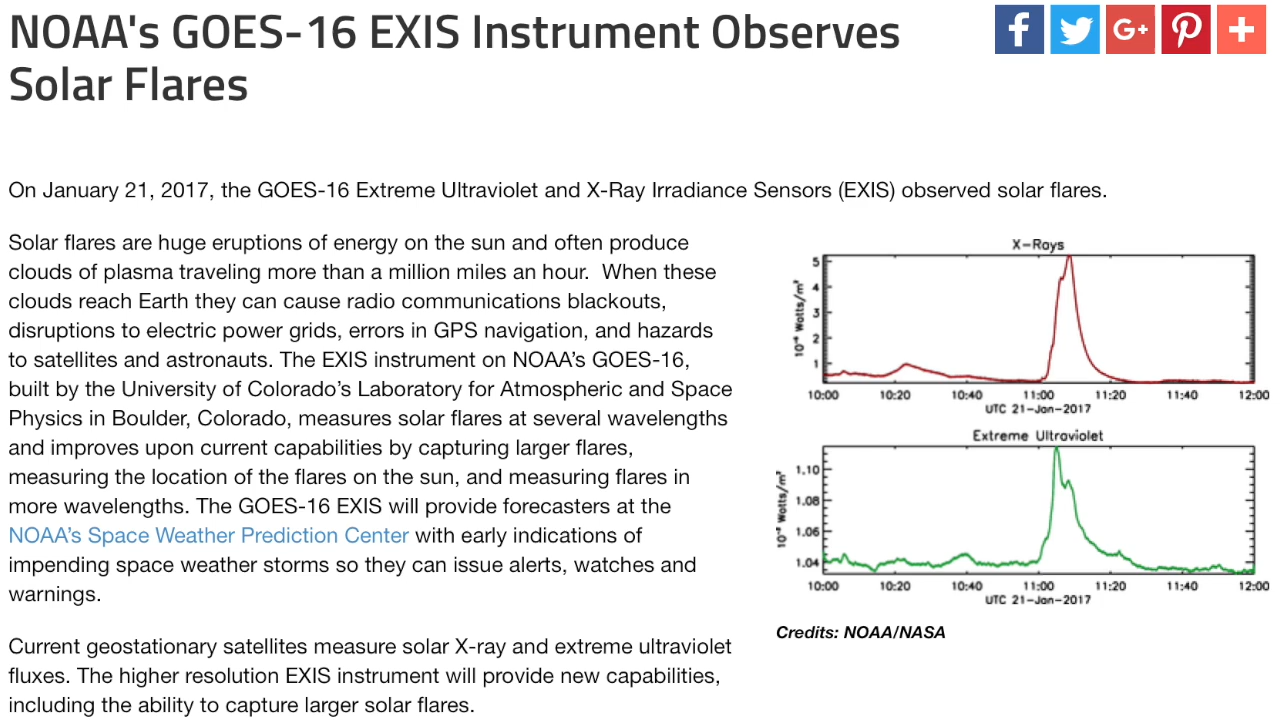 NOAA's GOES-16 EXIS Instrument Observes
Solar Flares
On January 21, 2017, the GOES-16 Extreme Ultraviolet and X-Ray Irradiance Sensors (EXIS) observed solar flares.
Solar flares are huge eruptions of energy on the sun and often produce
clouds of plasma traveling more than a million miles an hour.  When these
clouds reach Earth they can cause radio communications blackouts,
disruptions to electric power grids, errors in GPS navigation, and hazards
to satellites and astronauts. The EXIS instrument on NOAA’s GOES-16,
built by the University of Colorado’s Laboratory for Atmospheric and Space
Physics in Boulder, Colorado, measures solar flares at several wavelengths
and improves upon current capabilities by capturing larger flares,
measuring the location of the flares on the sun, and measuring flares in
more wavelengths. The GOES-16 EXIS will provide forecasters at the
NOAA’s Space Weather Prediction Center with early indications of
impending space weather storms so they can issue alerts, watches and
warnings.
Current geostationary satellites measure solar X-ray and extreme ultraviolet
fluxes. The higher resolution EXIS instrument will provide new capabilities,
including the ability to capture larger solar flares.
X-Rays
5
4
3
2
1
10⁻⁶ Watts/m²
10:00 10:20 10:40 11:00 11:20 11:40 12:00
UTC 21-Jan-2017
Extreme Ultraviolet
1.10
1.08
1.06
1.04
Watts/m²
10:00 10:20 10:40 11:00 11:20 11:40 12:00
UTC 21-Jan-2017
Credits: NOAA/NASA